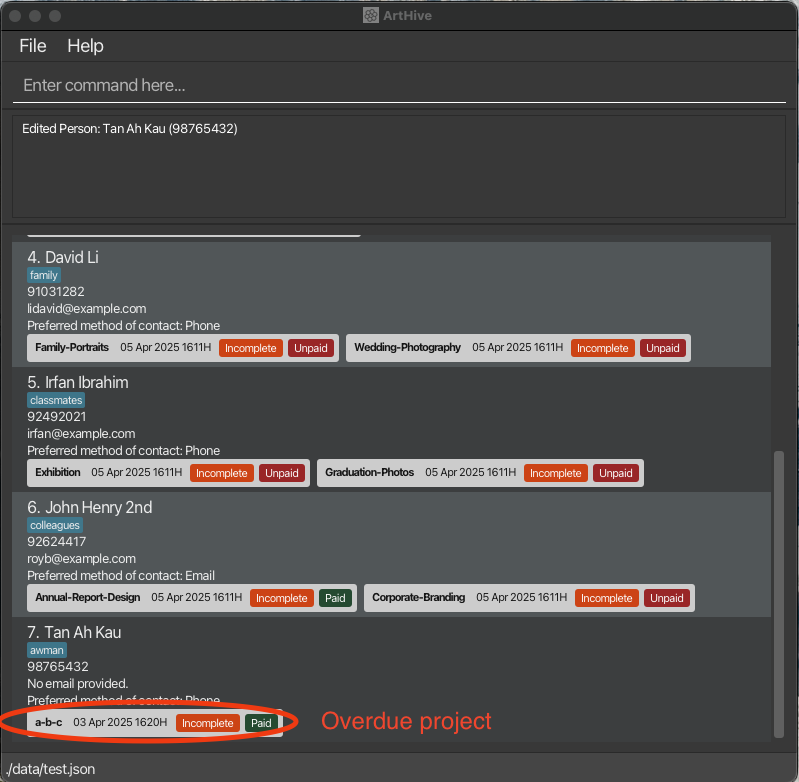 ArtHive
File Help
Enter command here...
Edited Person: Tan Ah Kau (98765432)
4. David Li
family
91031282
lidavid@example.com
Preferred method of contact: Phone
Family-Portraits 05 Apr 2025 1611H Incomplete Unpaid Wedding-Photography 05 Apr 2025 1611H Incomplete Unpaid
5. Irfan Ibrahim
classmates
92492021
irfan@example.com
Preferred method of contact: Phone
Exhibition 05 Apr 2025 1611H Incomplete Unpaid Graduation-Photos 05 Apr 2025 1611H Incomplete Unpaid
6. John Henry 2nd
colleagues
92624417
royb@example.com
Preferred method of contact: Email
Annual-Report-Design 05 Apr 2025 1611H Incomplete Paid Corporate-Branding 05 Apr 2025 1611H Incomplete Unpaid
7. Tan Ah Kau
awman
98765432
No email provided.
Preferred method of contact: Phone
a-b-c 03 Apr 2025 1620H Incomplete Paid Overdue project
./data/test.json